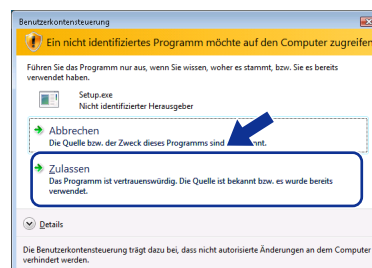 Benutzerkontensteuerung
Ein nicht identifiziertes Programm möchte auf den Computer zugreifen
Führen Sie das Programm nur aus, wenn Sie wissen, woher es stammt, bzw. Sie es bereits
verwendet haben.
Setup.exe
Nicht identifizierter Herausgeber
Abbrechen
Die Quelle bzw. der Zweck dieses Programms sind
Zulassen
Das Programm ist vertrauenswürdig. Die Quelle ist bekannt bzw. es wurde bereits
verwendet.
Details
Die Benutzerkontensteuerung trägt dazu bei, dass nicht autorisierte Änderungen an dem Computer
verhindert werden.